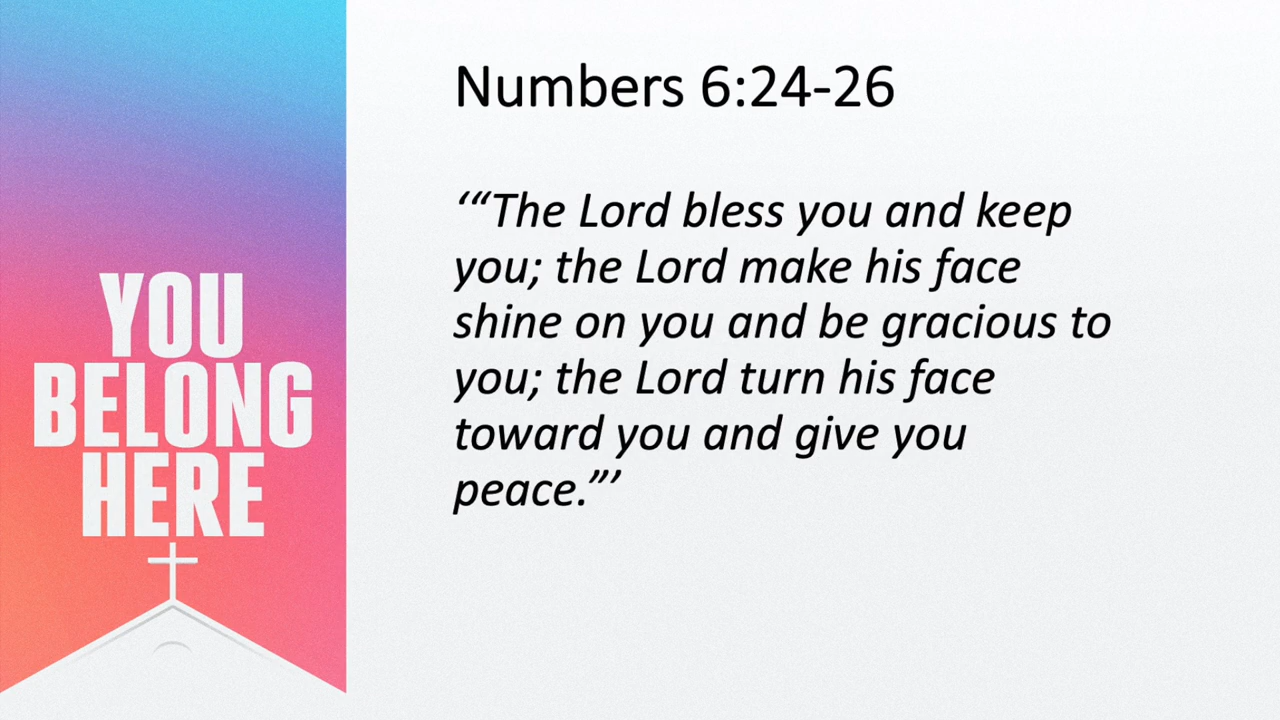 YOU
BELONG
HERE
Numbers 6:24-26
‘“The Lord bless you and keep
you; the Lord make his face
shine on you and be gracious to
you; the Lord turn his face
toward you and give you
peace.”’